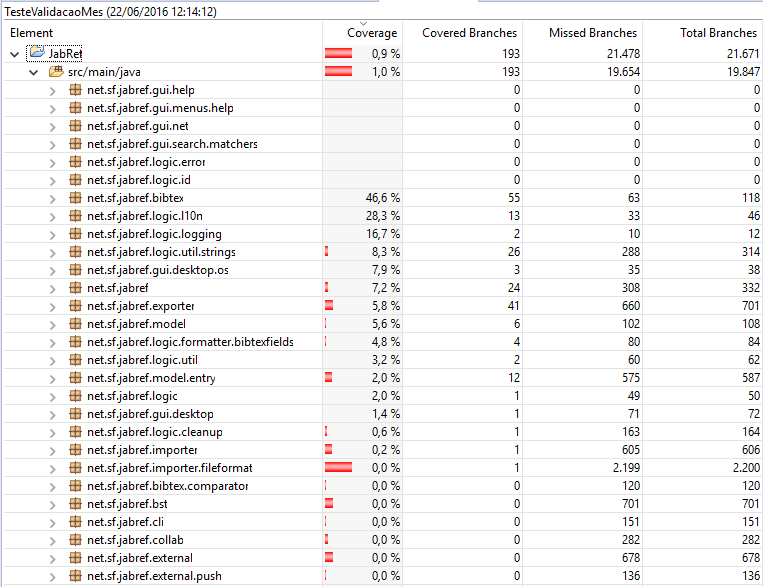 TesteValidacaoMes (22/06/2016 12:14:12)
Element Coverage Covered Branches Missed Branches Total Branches
JabRet 0,9 % 193 21.478 21.671
src/main/java 1,0 % 193 19.654 19.847
net.sf.jabref.gui.help 0 0 0
net.sf.jabref.gui.menus.help 0 0 0
net.sf.jabref.gui.net 0 0 0
net.sf.jabref.gui.search.matchers 0 0 0
net.sf.jabref.logic.error 0 0 0
net.sf.jabref.logic.id 0 0 0
net.sf.jabref.bibtex 46,6 % 55 63 118
net.sf.jabref.logic.l10n 28,3 % 13 33 46
net.sf.jabref.logic.logging 16,7 % 2 10 12
net.sf.jabref.logic.util.strings 8,3 % 26 288 314
net.sf.jabref.gui.desktop.os 7,9 % 3 35 38
net.sf.jabref 7,2 % 24 308 332
net.sf.jabref.exporter 5,8 % 41 660 701
net.sf.jabref.model 5,6 % 6 102 108
net.sf.jabref.logic.formatter.bibtexfields 4,8 % 4 80 84
net.sf.jabref.logic.util 3,2 % 2 60 62
net.sf.jabref.model.entry 2,0 % 12 575 587
net.sf.jabref.logic 2,0 % 1 49 50
net.sf.jabref.gui.desktop 1,4 % 1 71 72
net.sf.jabref.logic.cleanup 0,6 % 1 163 164
net.sf.jabref.importer 0,2 % 1 605 606
net.sf.jabref.importer.fileformat 0,0 % 1 2.199 2.200
net.sf.jabref.bibtex.comparator 0,0 % 0 120 120
net.sf.jabref.bst 0,0 % 0 701 701
net.sf.jabref.cli 0,0 % 0 151 151
net.sf.jabref.collab 0,0 % 0 282 282
net.sf.jabref.external 0,0 % 0 678 678
net.sf.jabref.external.push 0,0 % 0 136 136